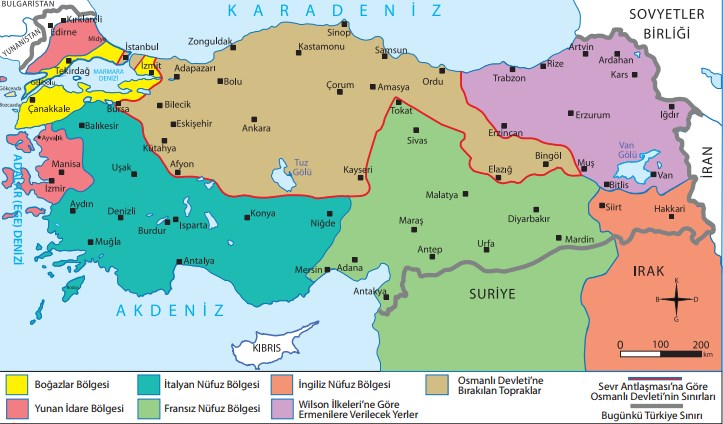 BULGARİSTAN
KARADENİZ
SOVYETLER
BİRLİĞİ
YUNANİSTAN
Kırklareli
Edirne
Midye
İstanbul
Zonguldak
Kastamonu
Sinop
Samsun
Ordu
Trabzon
Rize
Artvin
Ardahan
Kars
Iğdır
Tekirdağ
Gelibolu
MARMARA
DENİZİ
İzmit
Adapazarı
Bolu
Çorum
Amasya
Tokat
Gökçeada
Bozcaada
Çanakkale
Bursa
Bilecik
Eskişehir
Ankara
Sivas
Erzincan
Erzurum
Balıkesir
Kütahya
Ayvalık
Manisa
İzmir
Uşak
Afyon
Tuz
Gölü
Kayseri
Elazığ
Bingöl
Muş
Van
Gölü
Van
Bitlis
İRAN
ADALAR (EGE) DENİZİ
Aydın
Denizli
Burdur
Isparta
Konya
Niğde
Malatya
Maraş
Diyarbakır
Siirt
Hakkari
Muğla
Antalya
Mersin
Adana
Antep
Urfa
Mardin
Antakya
Rodos
AKDENİZ
KIBRIS
SURİYE
IRAK
K
B
D
G
0
100
200
km
Boğazlar Bölgesi
İtalyan Nüfuz Bölgesi
İngiliz Nüfuz Bölgesi
Osmanlı Devleti’ne
Bırakılan Topraklar
Sevr Antlaşması’na Göre
Osmanlı Devleti’nin Sınırları
Yunan İdare Bölgesi
Fransız Nüfuz Bölgesi
Wilson İlkeleri’ne Göre
Ermenilere Verilecek Yerler
Bugünkü Türkiye Sınırı